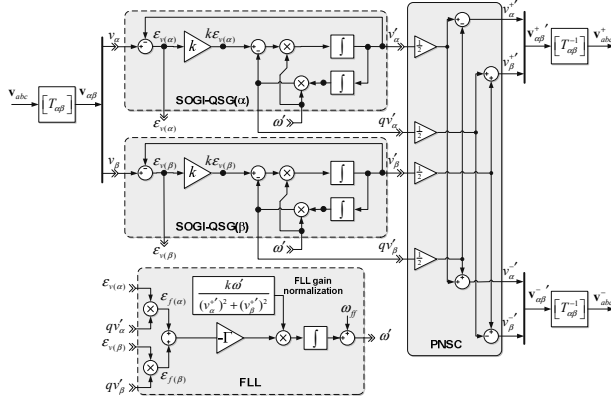 v_α
ε_v(α)
k
kε_v(α)
∫
v'_α
1/2
v_α^+'
v_αβ^+'
[T_αβ^-1]
v_abc^+
v_β^+'
∫
SOGI-QSG(α)
ω'
ε_v(α)
qv'_α
1/2
v_abc
[T_αβ]
v_αβ
v_β
ε_v(β)
k
kε_v(β)
∫
v'_β
1/2
∫
SOGI-QSG(β)
ω'
ε_v(β)
qv'_β
1/2
v_α^-'
v_αβ^-'
[T_αβ^-1]
v_abc^-
v_β^-'
PNSC
ε_v(α)
qv'_α
ε_f(α)
ε_v(β)
qv'_β
ε_f(β)
kω'
(v_α^+')^2+(v_β^+')^2
FLL gain
normalization
-Γ
∫
ω_ff
ω'
FLL